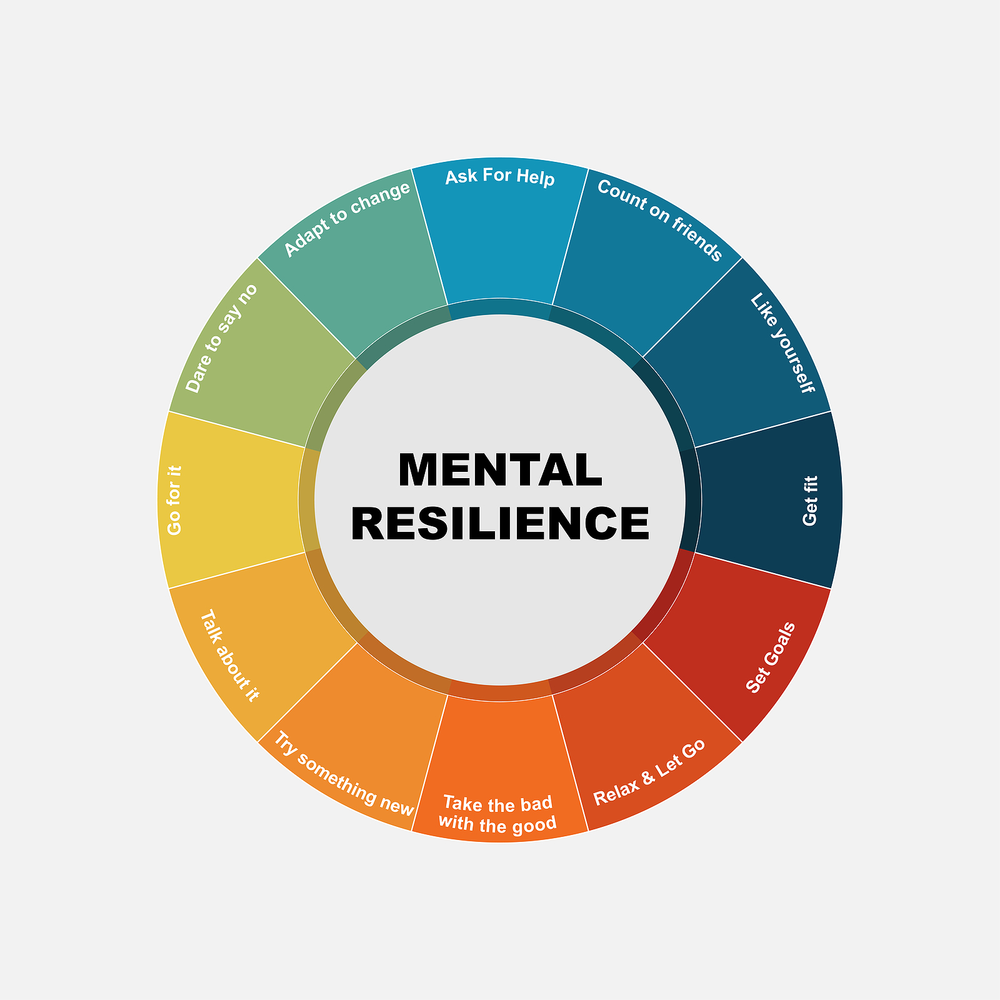 MENTAL
RESILIENCE
Ask For Help
Count on friends
Like yourself
Get fit
Set Goals
Relax & Let Go
Take the bad
with the good
Try something new
Talk about it
Go for it
Dare to say no
Adapt to change